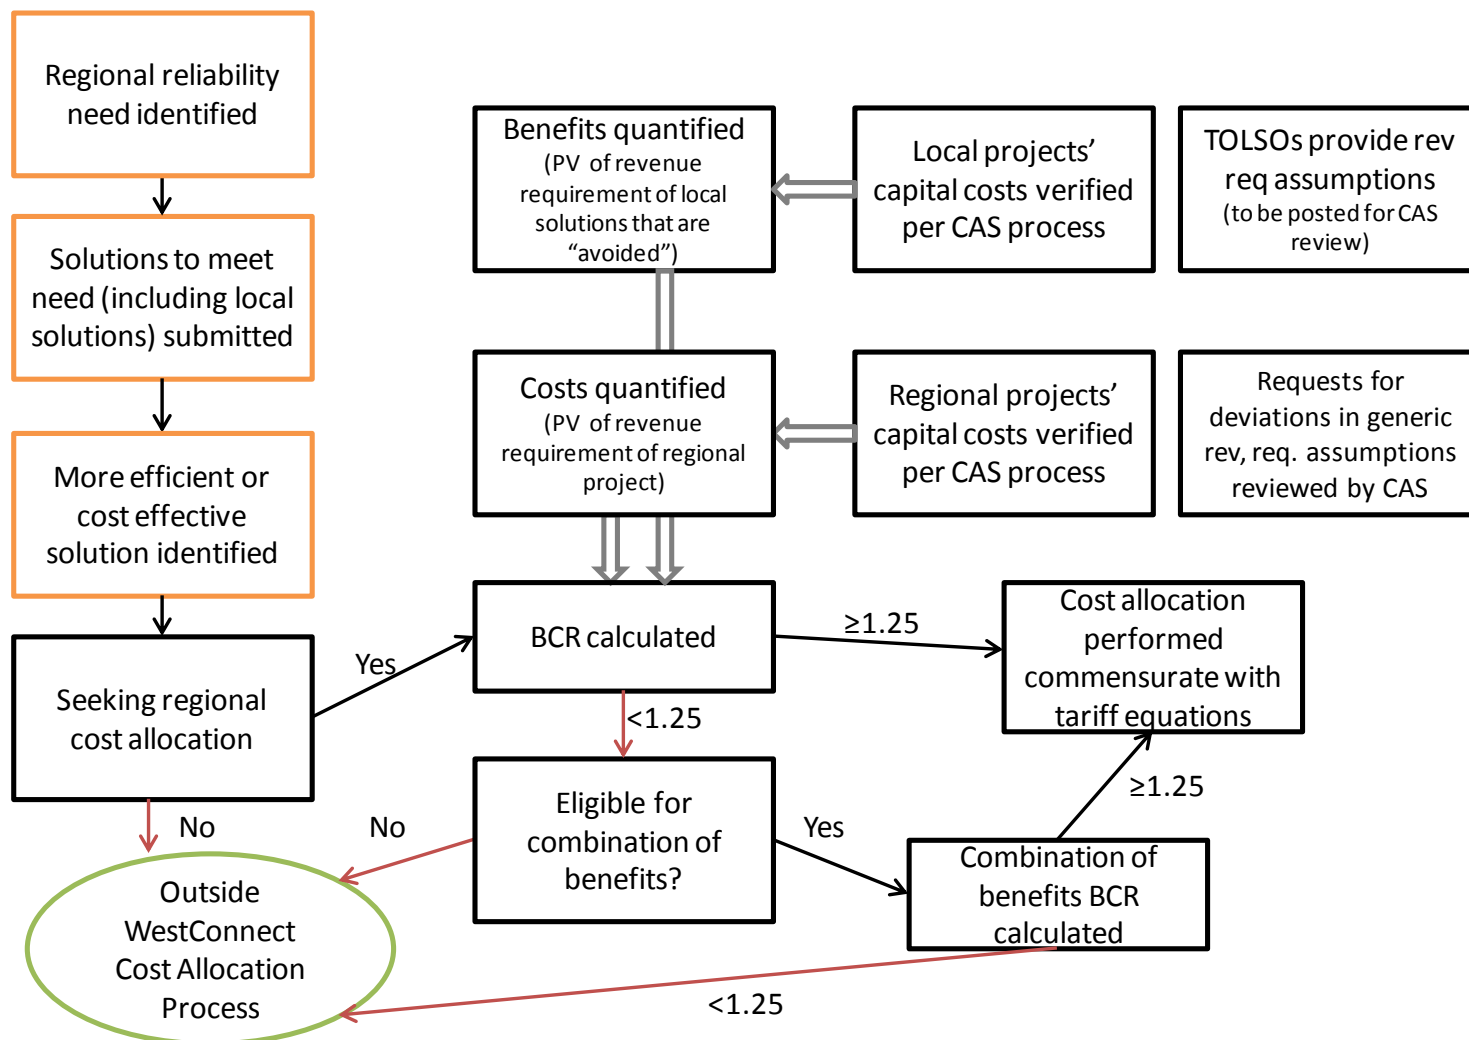 Regional reliability
need identified
Solutions to meet
need (including local
solutions) submitted
More efficient or
cost effective
solution identified
Seeking regional
cost allocation
No
Outside
WestConnect
Cost Allocation
Process
Yes
Benefits quantified
(PV of revenue
requirement of local
solutions that are
“avoided”)
Local projects’
capital costs verified
per CAS process
TOLSOs provide rev
req assumptions
(to be posted for CAS
review)
Costs quantified
(PV of revenue
requirement of regional
project)
Regional projects’
capital costs verified
per CAS process
Requests for
deviations in generic
rev, req. assumptions
reviewed by CAS
BCR calculated
≥1.25
Cost allocation
performed
commensurate with
tariff equations
<1.25
Eligible for
combination of
benefits?
No
Yes
Combination of
benefits BCR
calculated
≥1.25
<1.25